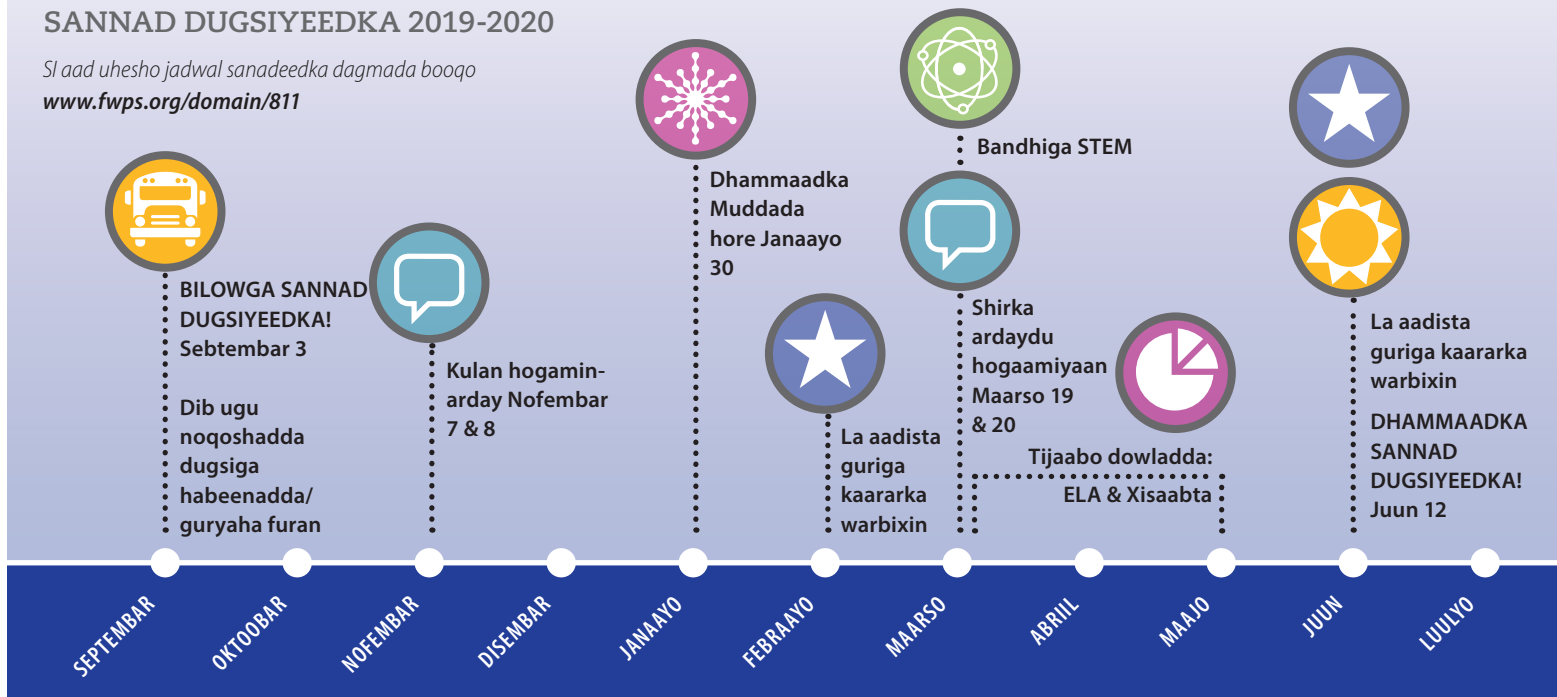 SANNAD DUGSIYEEDKA 2019-2020
SI aad uhesho jadwal sanadeedka dagmada booqo
www.fwps.org/domain/811
BILOWGA SANNAD
DUGSIYEEDKA!
Sebtembar 3
Dib ugu
noqoshadda
dugsiga
habeenadda/
guryaha furan
Kulan hogamin-
arday Nofembar
7 & 8
Dhammaadka
Muddada
hore Janaayo
30
La aadista
guriga
kaararka
warbixin
Bandhiga STEM
Shirka
ardaydu
hogaamiyaan
Maarso 19
& 20
Tijaabo dowladda:
ELA & Xisaabta
La aadista
guriga kaararka
warbixin
DHAMMAADKA
SANNAD
DUGSIYEEDKA!
Juun 12
SEPTEMBAR
OKTOOBAR
NOFEMBAR
DISEMBAR
JANAAYO
FEBRAAYO
MAARSO
ABRIIL
MAAJO
JUUN
LUULYO